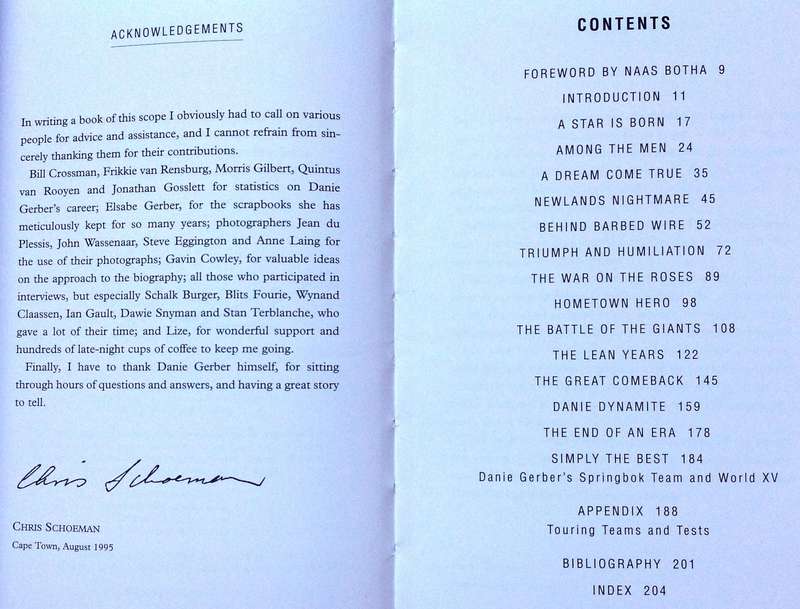 ACKNOWLEDGEMENTS
In writing a book of this scope I obviously had to call on various
people for advice and assistance, and I cannot refrain from sin-
cerely thanking them for their contributions.
Bill Crossman, Frikkie van Rensburg, Morris Gilbert, Quintus
van Rooyen and Jonathan Gosslett for statistics on Danie
Gerber's career; Elsabe Gerber, for the scrapbooks she has
meticulously kept for so many years; photographers Jean du
Plessis, John Wassenaar, Steve Eggington and Anne Laing for
the use of their photographs; Gavin Cowley, for valuable ideas
on the approach to the biography; all those who participated in
interviews, but especially Schalk Burger, Blits Fourie, Wynand
Claassen, Ian Gault, Dawie Snyman and Stan Terblanche, who
gave a lot of their time; and Lize, for wonderful support and
hundreds of late-night cups of coffee to keep me going.
Finally, I have to thank Danie Gerber himself, for sitting
through hours of questions and answers, and having a great story
to tell.
Chris Schoeman
CHRIS SCHOEMAN
Cape Town, August 1995
CONTENTS
FOREWORD BY NAAS BOTHA 9
INTRODUCTION 11
A STAR IS BORN 17
AMONG THE MEN 24
A DREAM COME TRUE 35
NEWLANDS NIGHTMARE 45
BEHIND BARBED WIRE 52
TRIUMPH AND HUMILIATION 72
THE WAR ON THE ROSES 89
HOMETOWN HERO 98
THE BATTLE OF THE GIANTS 108
THE LEAN YEARS 122
THE GREAT COMEBACK 145
DANIE DYNAMITE 159
THE END OF AN ERA 178
SIMPLY THE BEST 184
Danie Gerber's Springbok Team and World XV
APPENDIX 188
Touring Teams and Tests
BIBLIOGRAPHY 201
INDEX 204